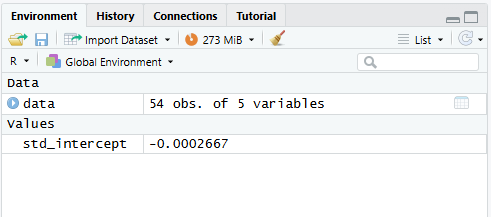 Environment History Connections Tutorial
Import Dataset 273 MiB List
R Global Environment
Data
data 54 obs. of 5 variables
Values
std_intercept -0.0002667